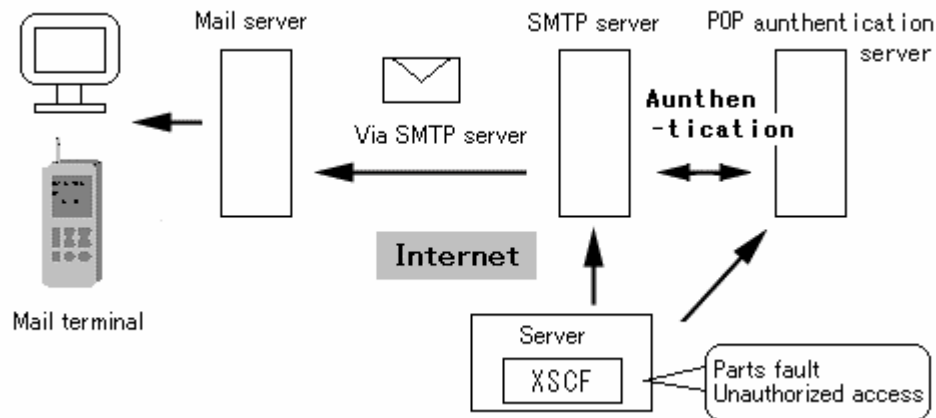 Mail server
SMTP server
POP aunthentication
server
Aunthen
-tication
Via SMTP server
Internet
Mail terminal
Server
XSCF
Parts fault
Unauthorized access